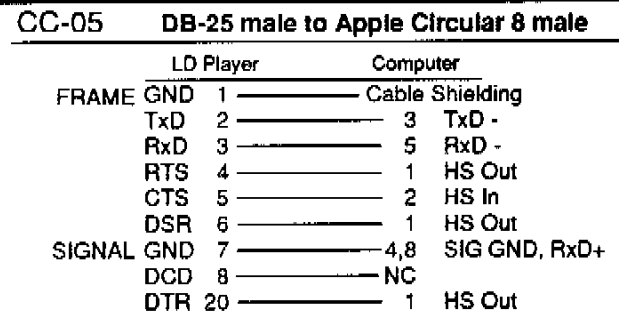 CC-05 DB-25 male to Apple Circular 8 male
LD Player Computer
FRAME GND 1 Cable Shielding
TxD 2 3 TxD -
RxD 3 5 RxD -
RTS 4 1 HS Out
CTS 5 2 HS In
DSR 6 1 HS Out
SIGNAL GND 7 4,8 SIG GND, RxD+
DCD 8 NC
DTR 20 1 HS Out